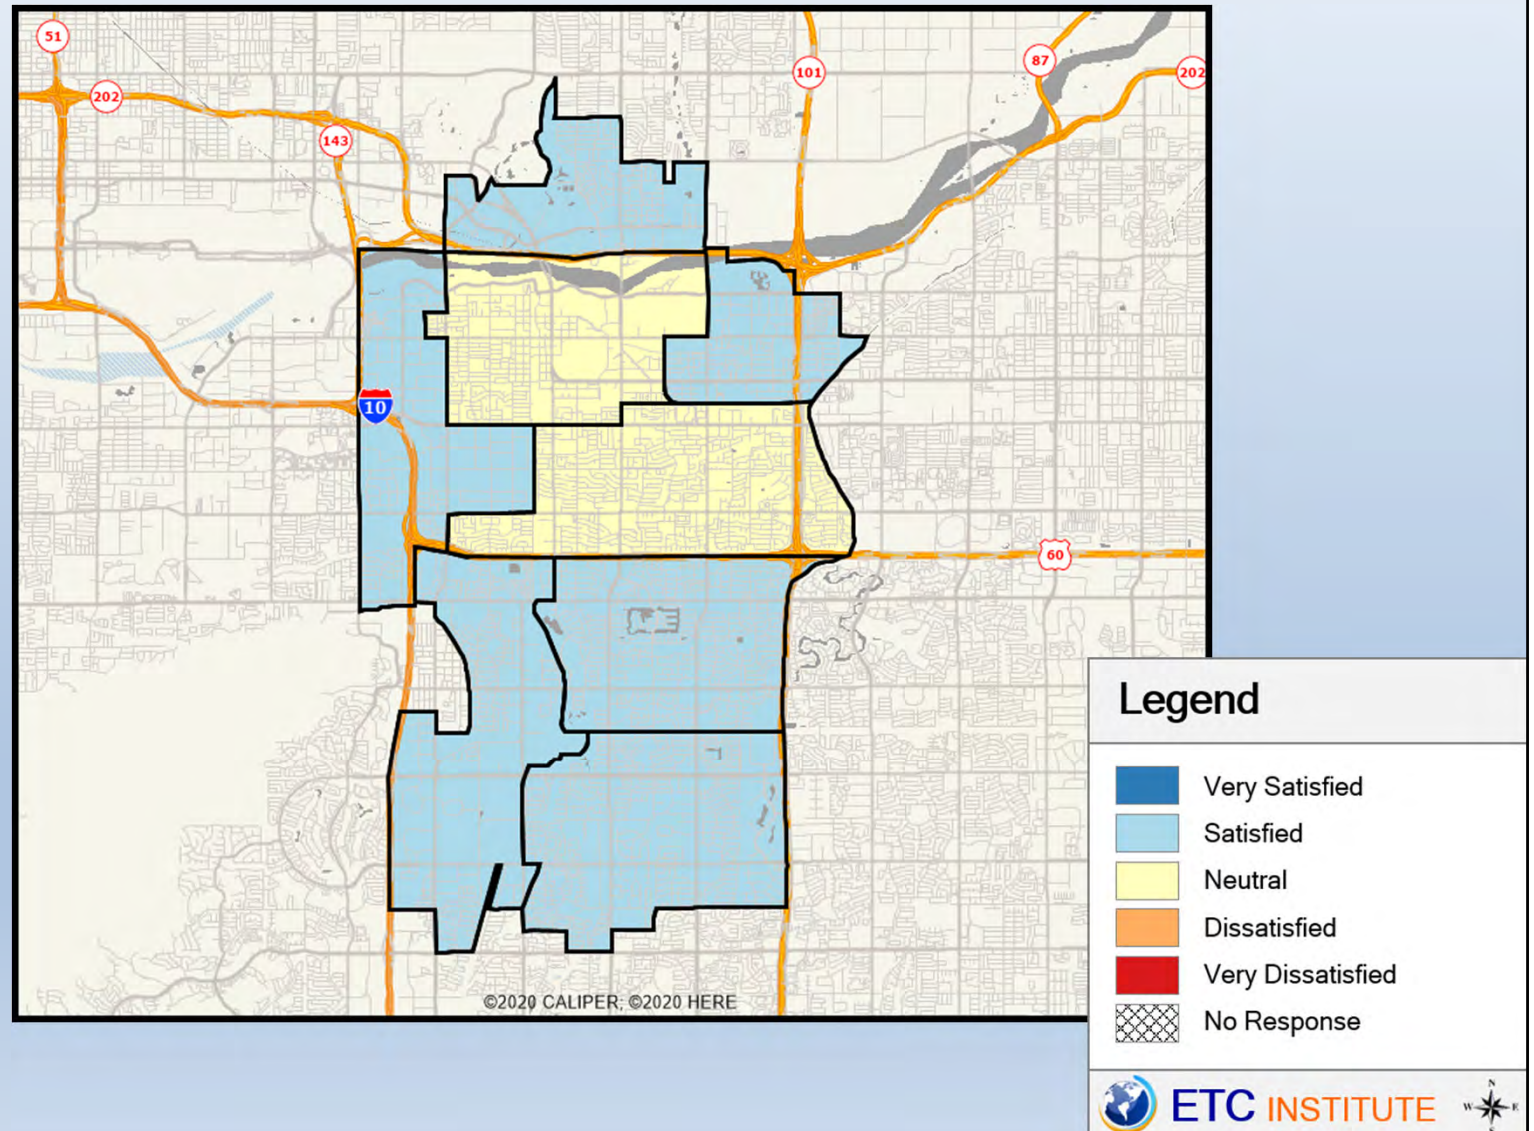 51
202
143
101
87
202
10
60
©2020 CALIPER; ©2020 HERE
Legend
Very Satisfied
Satisfied
Neutral
Dissatisfied
Very Dissatisfied
No Response
ETC INSTITUTE
N
W E
S